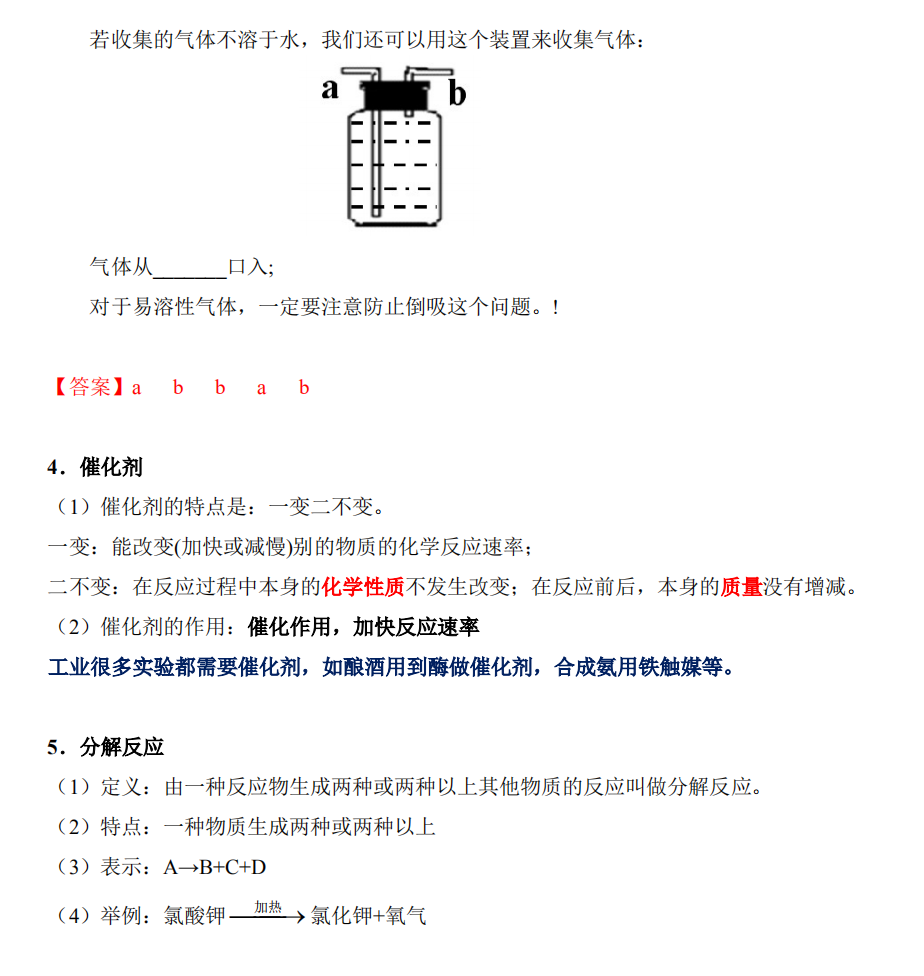 若收集的气体不溶于水，我们还可以用这个装置来收集气体：
a b
气体从_______口入;
对于易溶性气体，一定要注意防止倒吸这个问题。!
【答案】a b b a b
4．催化剂
（1）催化剂的特点是：一变二不变。
一变：能改变(加快或减慢)别的物质的化学反应速率；
二不变：在反应过程中本身的化学性质不发生改变；在反应前后，本身的质量没有增减。
（2）催化剂的作用：催化作用，加快反应速率
工业很多实验都需要催化剂，如酿酒用到酶做催化剂，合成氨用铁触媒等。
5．分解反应
（1）定义：由一种反应物生成两种或两种以上其他物质的反应叫做分解反应。
（2）特点：一种物质生成两种或两种以上
（3）表示：A→B+C+D
（4）举例：氯酸钾 加热→ 氯化钾+氧气